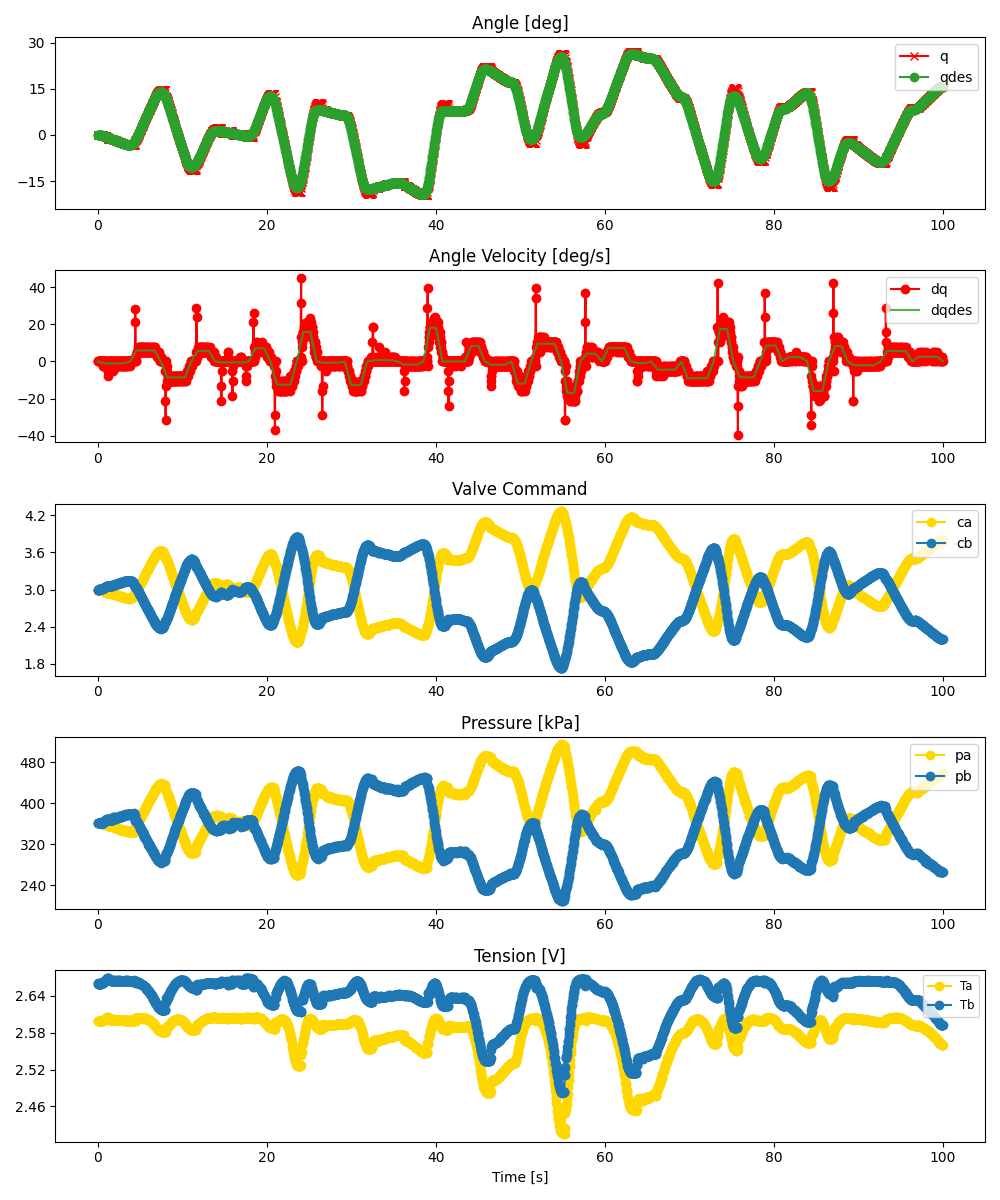 Angle [deg]
30
15
0
−15
q
qdes
0 20 40 60 80 100
Angle Velocity [deg/s]
40
20
0
−20
−40
dq
dqdes
0 20 40 60 80 100
Valve Command
4.2
3.6
3.0
2.4
1.8
ca
cb
0 20 40 60 80 100
Pressure [kPa]
480
400
320
240
pa
pb
0 20 40 60 80 100
Tension [V]
2.64
2.58
2.52
2.46
Ta
Tb
0 20 40 60 80 100
Time [s]